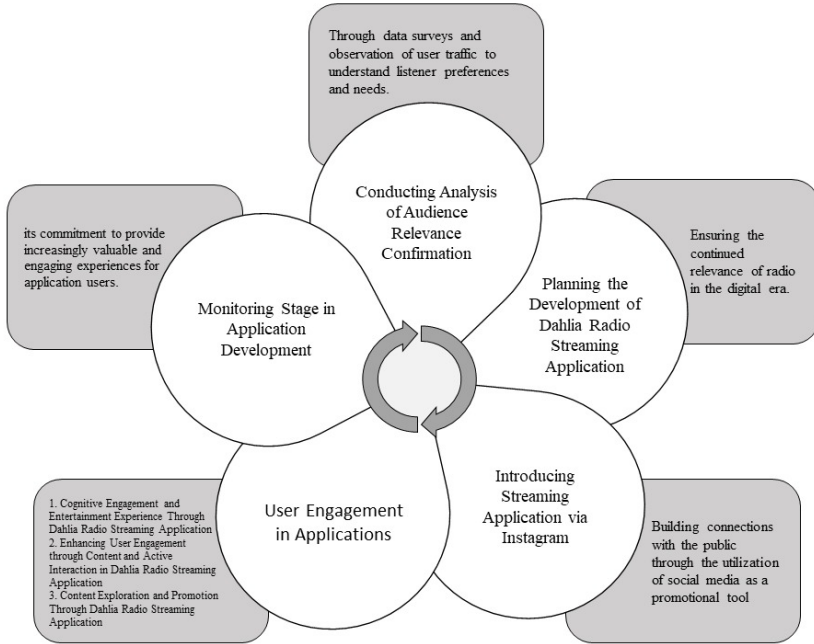 Through data surveys and
observation of user traffic to
understand listener preferences
and needs.
Conducting Analysis
of Audience
Relevance
Confirmation
Ensuring the
continued
relevance of radio
in the digital era.
Planning the
Development of
Dahlia Radio
Streaming
Application
Introducing
Streaming
Application via
Instagram
Building connections
with the public
through the utilization
of social media as a
promotional tool
User Engagement
in Applications
1. Cognitive Engagement and
Entertainment Experience Through
Dahlia Radio Streaming Application
2. Enhancing User Engagement
through Content and Active
Interaction in Dahlia Radio Streaming
Application
3. Content Exploration and Promotion
Through Dahlia Radio Streaming
Application
Monitoring Stage in
Application
Development
its commitment to provide
increasingly valuable and
engaging experiences for
application users.